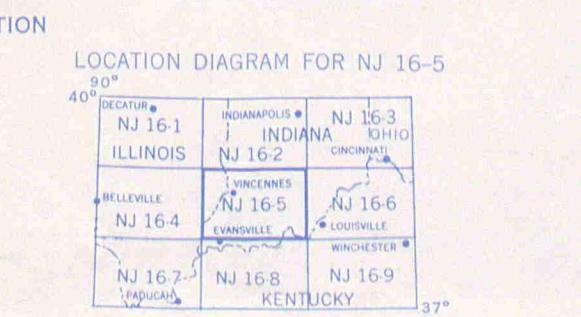 TION
LOCATION DIAGRAM FOR NJ 16-5
90°
40°
DECATUR INDIANAPOLIS NJ 16-3
NJ 16-1 INDIANA OHIO
ILLINOIS NJ 16-2 CINCINNATI
VINCENNES
BELLEVILLE NJ 16-5 NJ 16-6
NJ 16-4 EVANSVILLE LOUISVILLE
WINCHESTER
NJ 16-7 NJ 16-8 NJ 16-9
PADUCAH KENTUCKY 37°